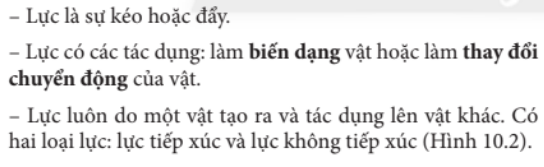 – Lực là sự kéo hoặc đẩy.
– Lực có các tác dụng: làm biến dạng vật hoặc làm thay đổi
chuyển động của vật.
– Lực luôn do một vật tạo ra và tác dụng lên vật khác. Có
hai loại lực: lực tiếp xúc và lực không tiếp xúc (Hình 10.2).